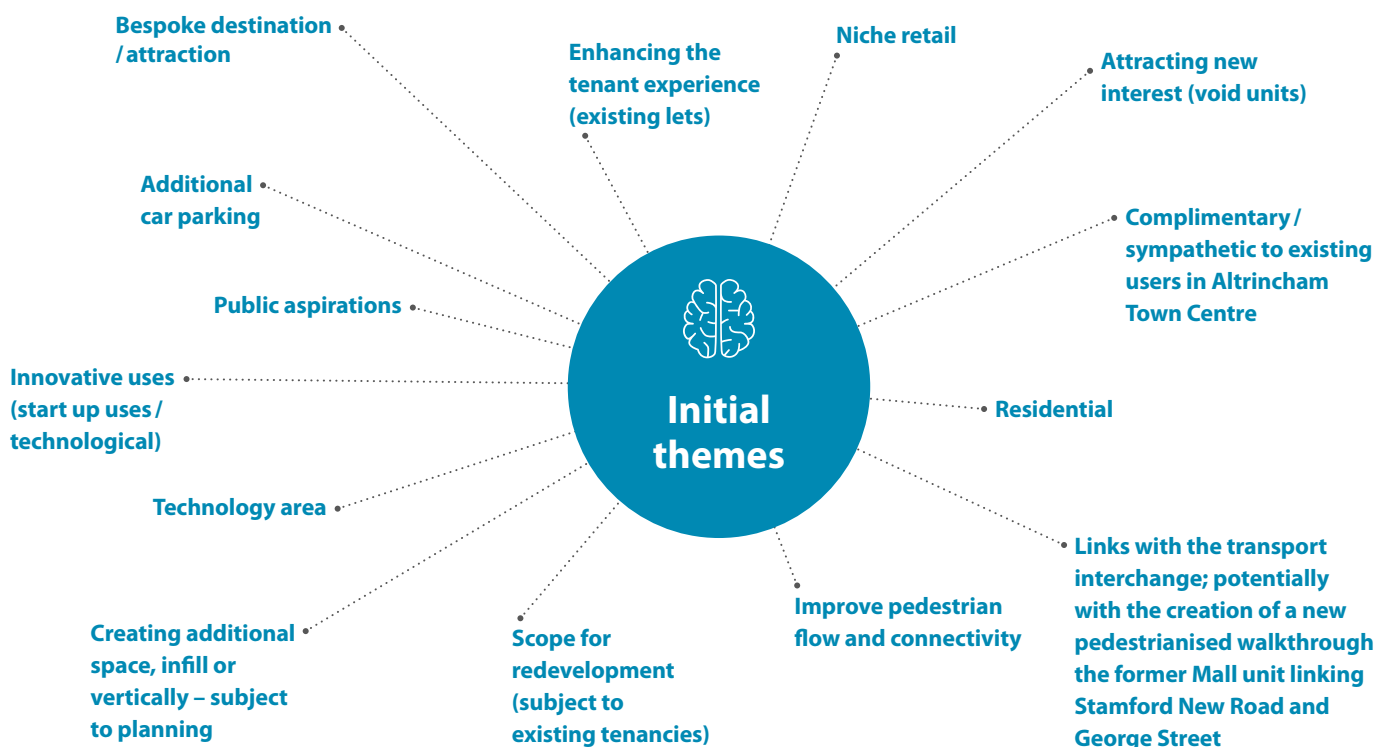 Bespoke destination
/ attraction
Enhancing the
tenant experience
(existing lets)
Niche retail
Attracting new
interest (void units)
Additional
car parking
Complimentary /
sympathetic to existing
users in Altrincham
Town Centre
Public aspirations
Innovative uses
(start up uses /
technological)
Initial
themes
Residential
Technology area
Links with the transport
interchange; potentially
with the creation of a new
pedestrianised walkthrough
the former Mall unit linking
Stamford New Road and
George Street
Improve pedestrian
flow and connectivity
Creating additional
space, infill or
vertically – subject
to planning
Scope for
redevelopment
(subject to
existing tenancies)